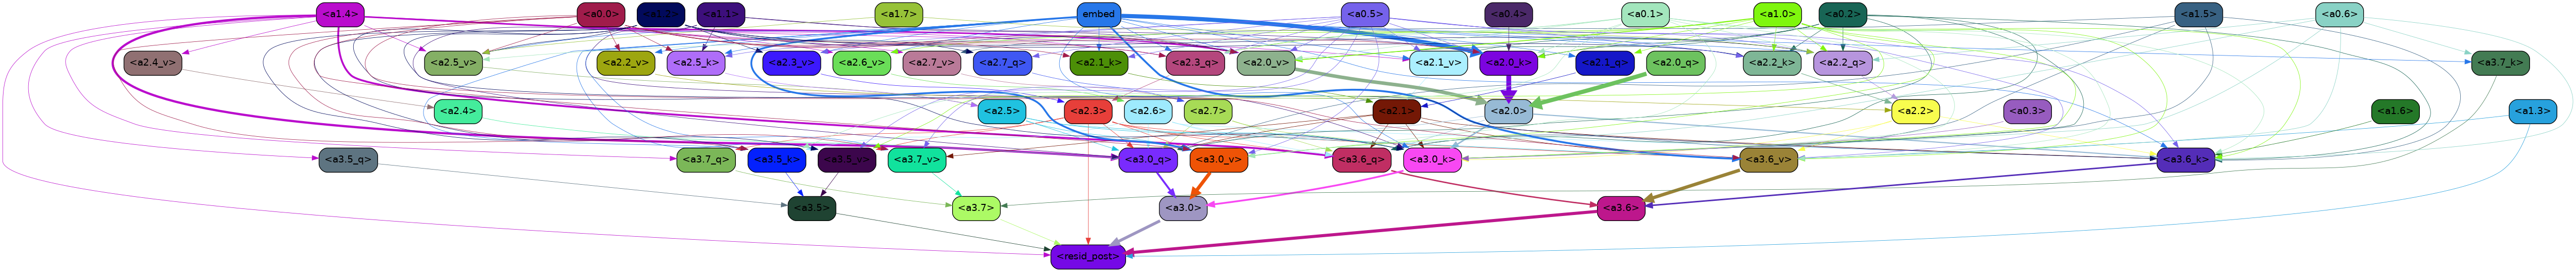 <a1.4> <a0.0> <a1.2> <a1.1> <a1.7> embed <a0.5> <a0.4> <a0.1> <a1.0> <a0.2> <a1.5> <a0.6>
<a2.4_v> <a2.5_v> <a2.2_v> <a2.5_k> <a2.3_v> <a2.6_v> <a2.7_v> <a2.7_q> <a2.1_k> <a2.3_q> <a2.0_v> <a2.1_v> <a2.0_k> <a2.1_q> <a2.0_q> <a2.2_k> <a2.2_q> <a3.7_k>
<a2.4> <a2.5> <a2.3> <a2.6> <a2.7> <a2.1> <a2.0> <a2.2> <a0.3> <a1.6> <a1.3>
<a3.5_q> <a3.7_q> <a3.5_k> <a3.5_v> <a3.7_v> <a3.0_q> <a3.0_v> <a3.6_q> <a3.0_k> <a3.6_v> <a3.6_k>
<a3.5> <a3.7> <a3.0> <a3.6>
<resid_post>